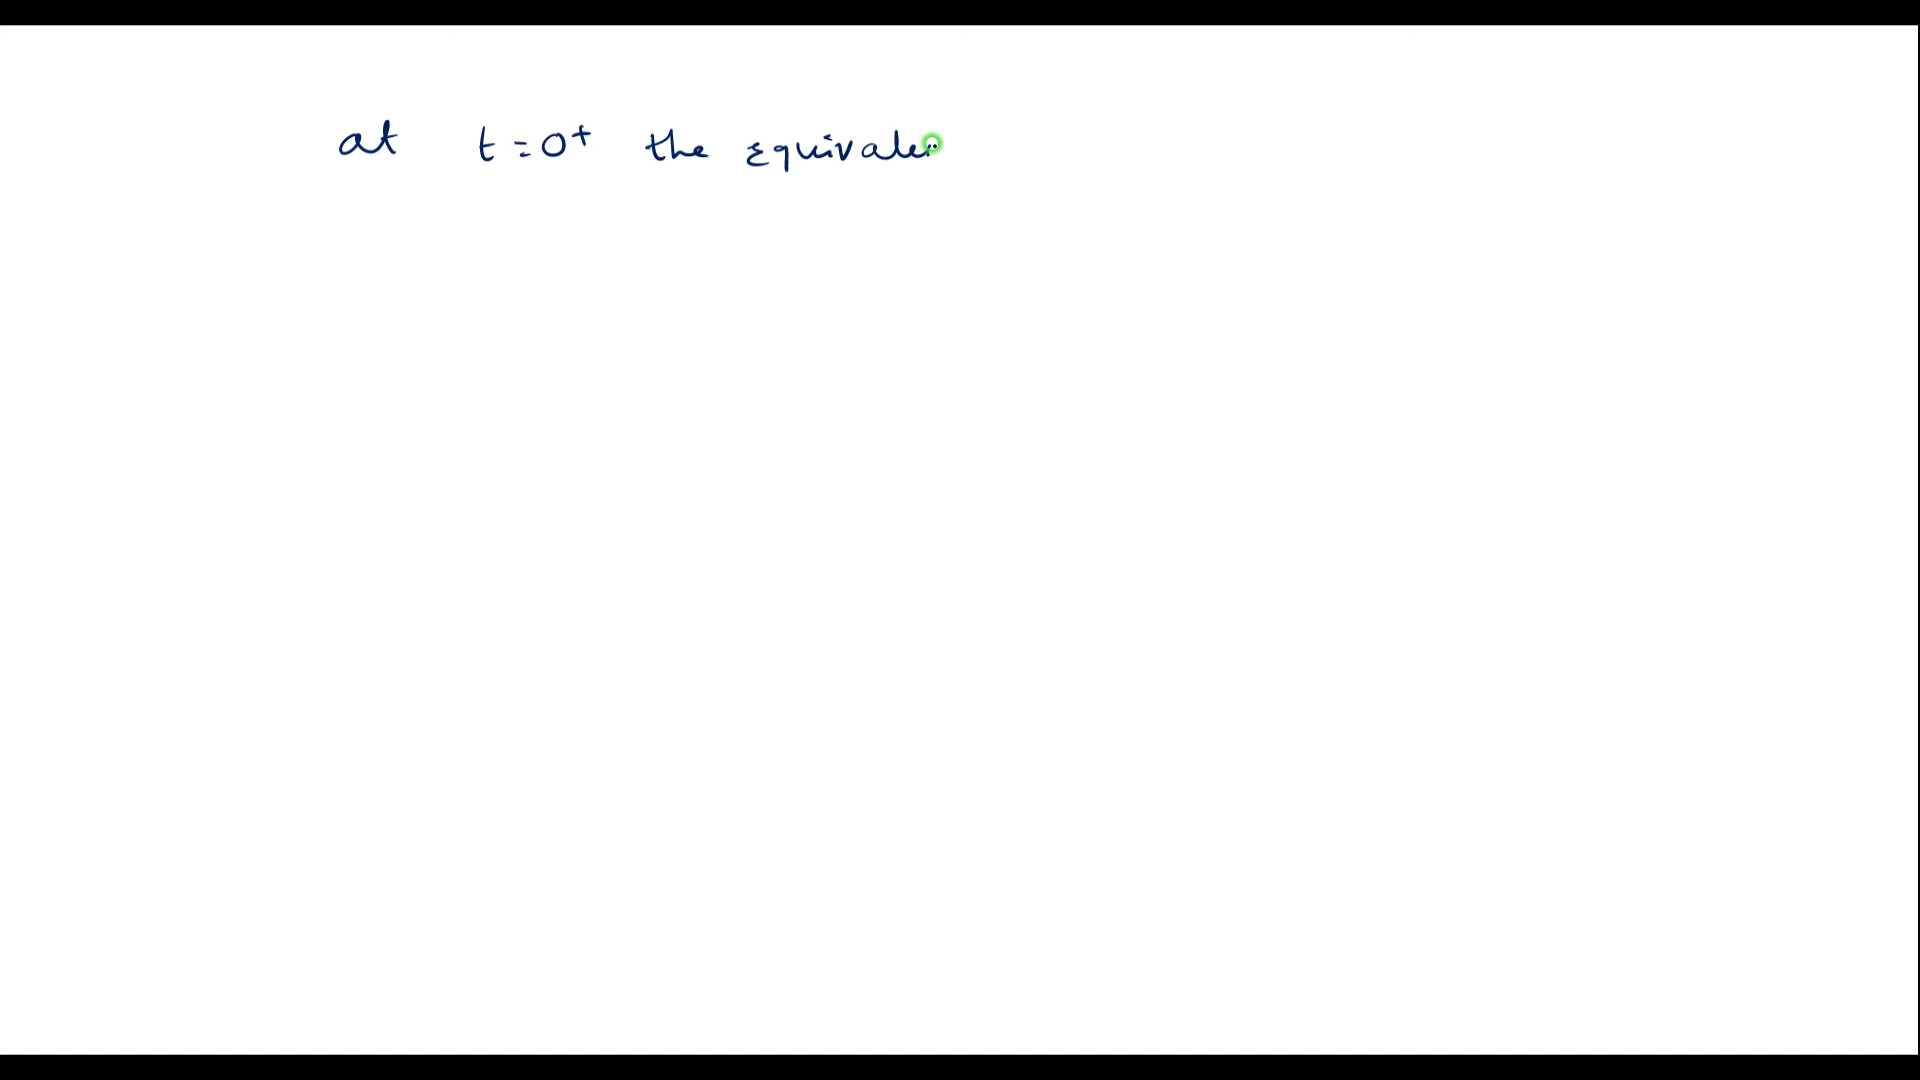 at t=0⁺ the equivale